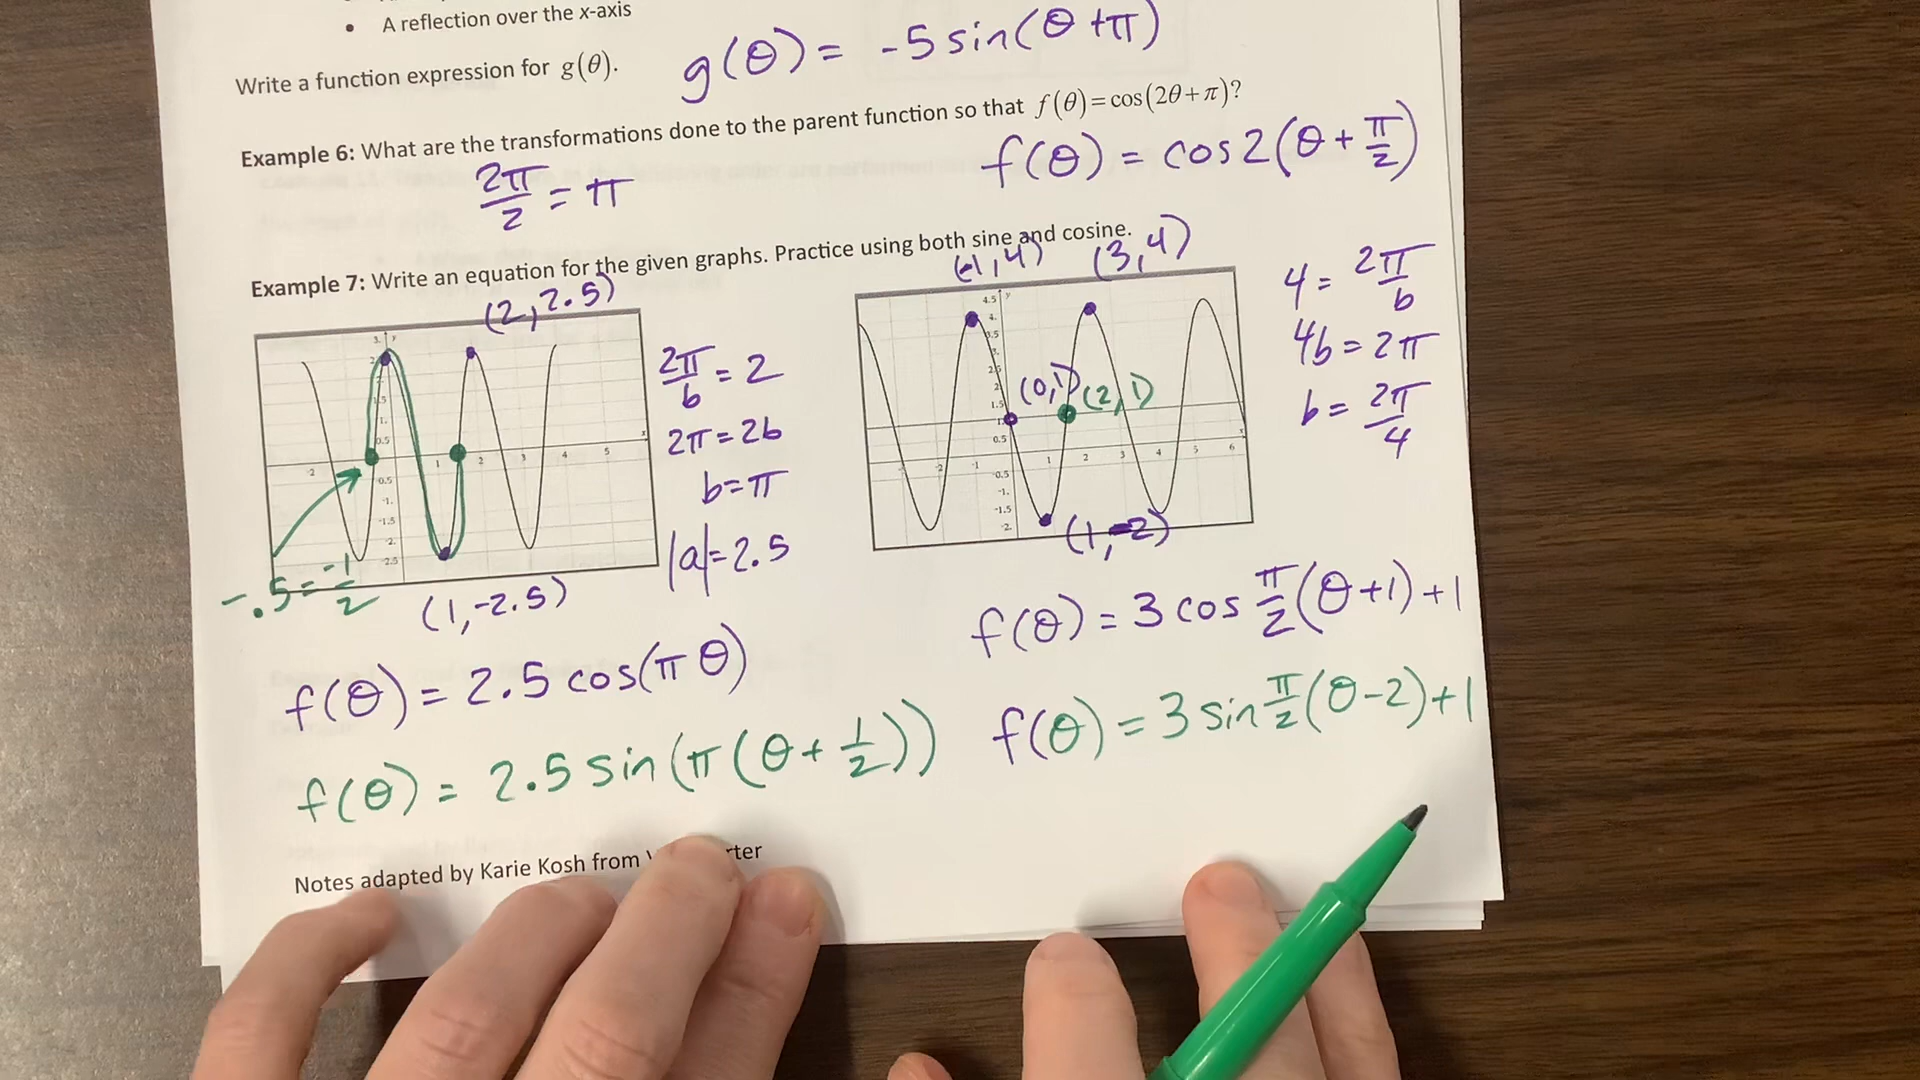 • A reflection over the x-axis
Write a function expression for g(θ). g(θ) = -5 sin(θ+π)
Example 6: What are the transformations done to the parent function so that f(θ)=cos(2θ+π)?
2π/2 = π
f(θ) = cos 2(θ + π/2)
Example 7: Write an equation for the given graphs. Practice using both sine and cosine.
(2, 2.5)
2π/b = 2
2π = 2b
b = π
|a| = 2.5
-.5 = -1/2
(1, -2.5)
f(θ) = 2.5 cos(π θ)
f(θ) = 2.5 sin(π(θ + 1/2))
(-1, 4) (3, 4)
(0, 1) (2, 1)
(1, -2)
4 = 2π/b
4b = 2π
b = 2π/4
f(θ) = 3 cos π/2 (θ+1)+1
f(θ) = 3 sin π/2 (θ-2)+1
Notes adapted by Karie Kosh from